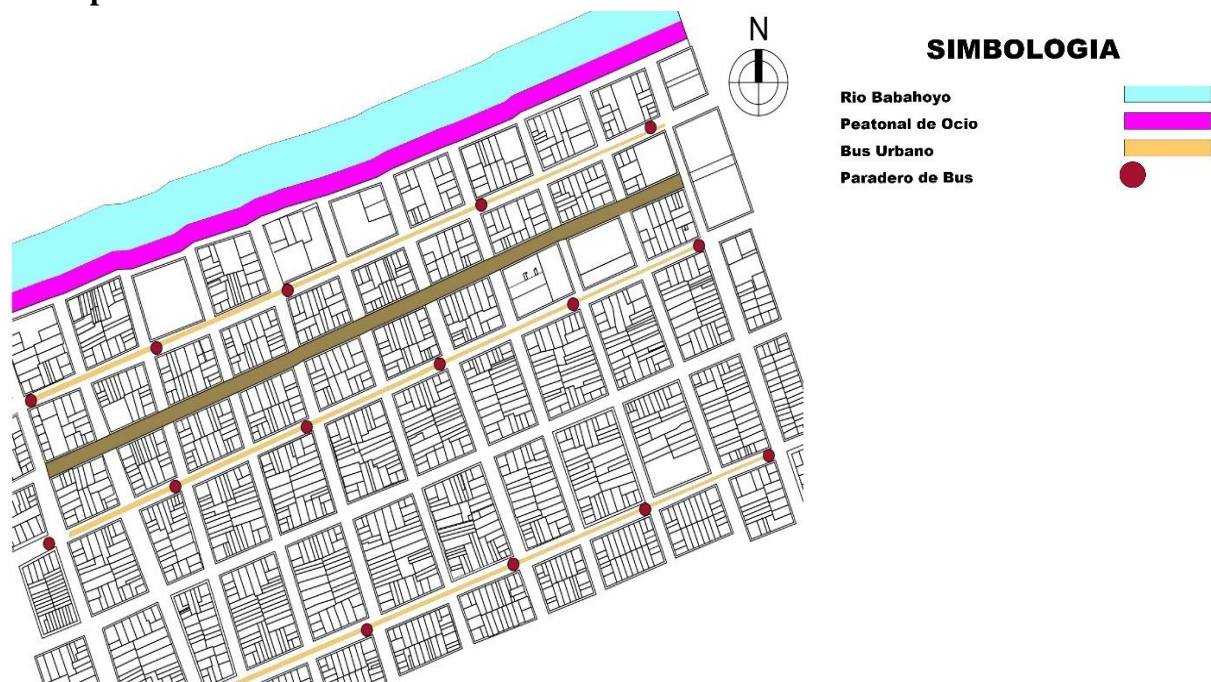 N
SIMBOLOGIA
Rio Babahoyo
Peatonal de Ocio
Bus Urbano
Paradero de Bus